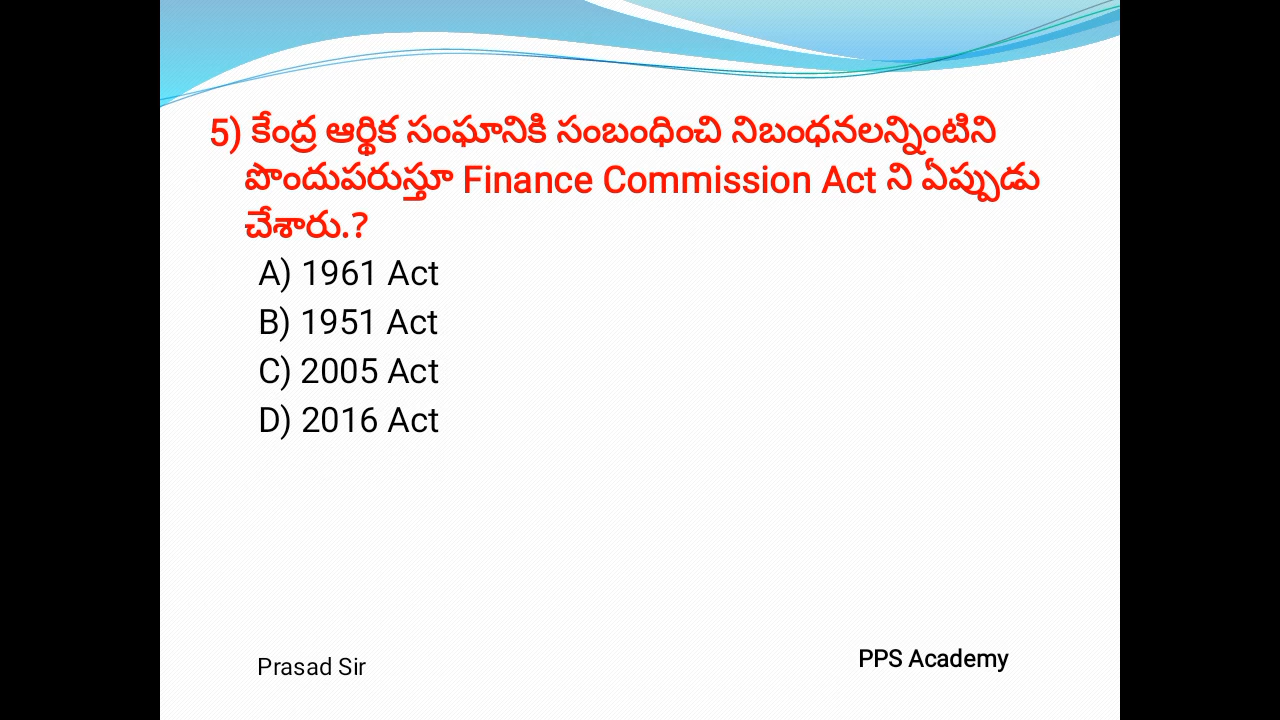 5) కేంద్ర ఆర్థిక సంఘానికి సంబంధించి నిబంధనలన్నింటిని
పొందుపరుస్తూ Finance Commission Act ని ఏప్పుడు
చేశారు.?
A) 1961 Act
B) 1951 Act
C) 2005 Act
D) 2016 Act
Prasad Sir
PPS Academy